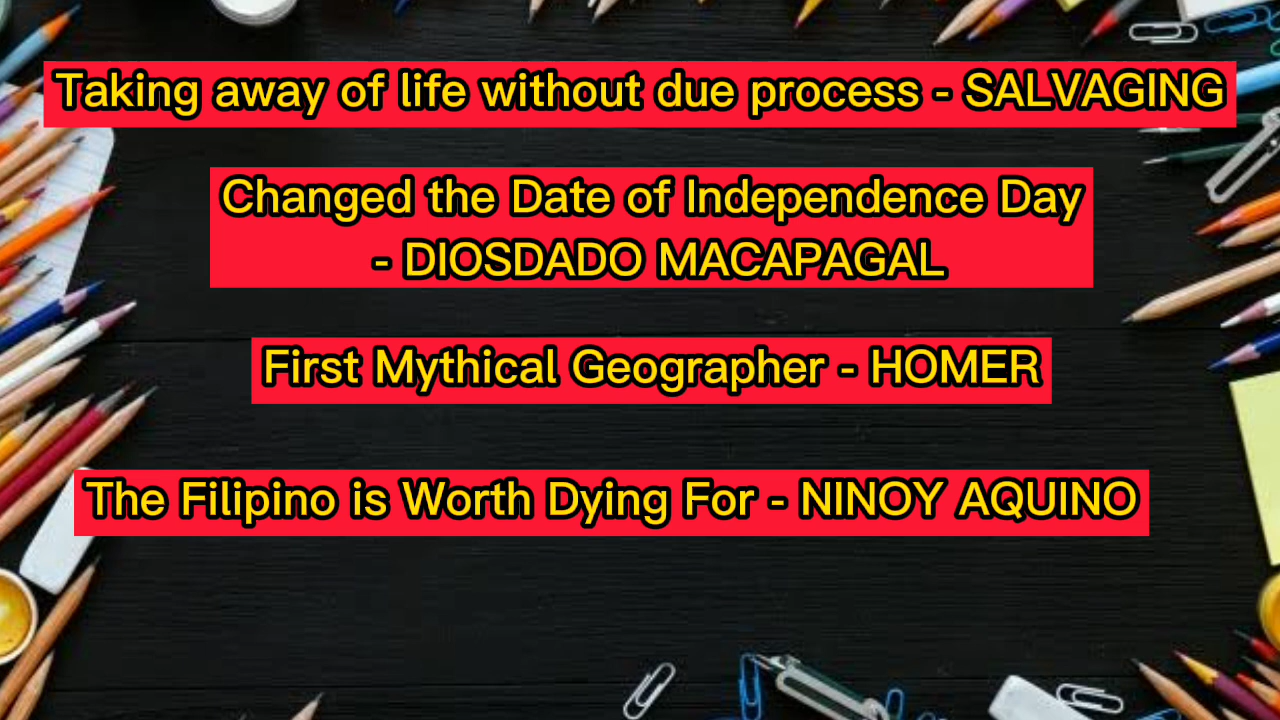 Taking away of life without due process - SALVAGING
Changed the Date of Independence Day
- DIOSDADO MACAPAGAL
First Mythical Geographer - HOMER
The Filipino is Worth Dying For - NINOY AQUINO